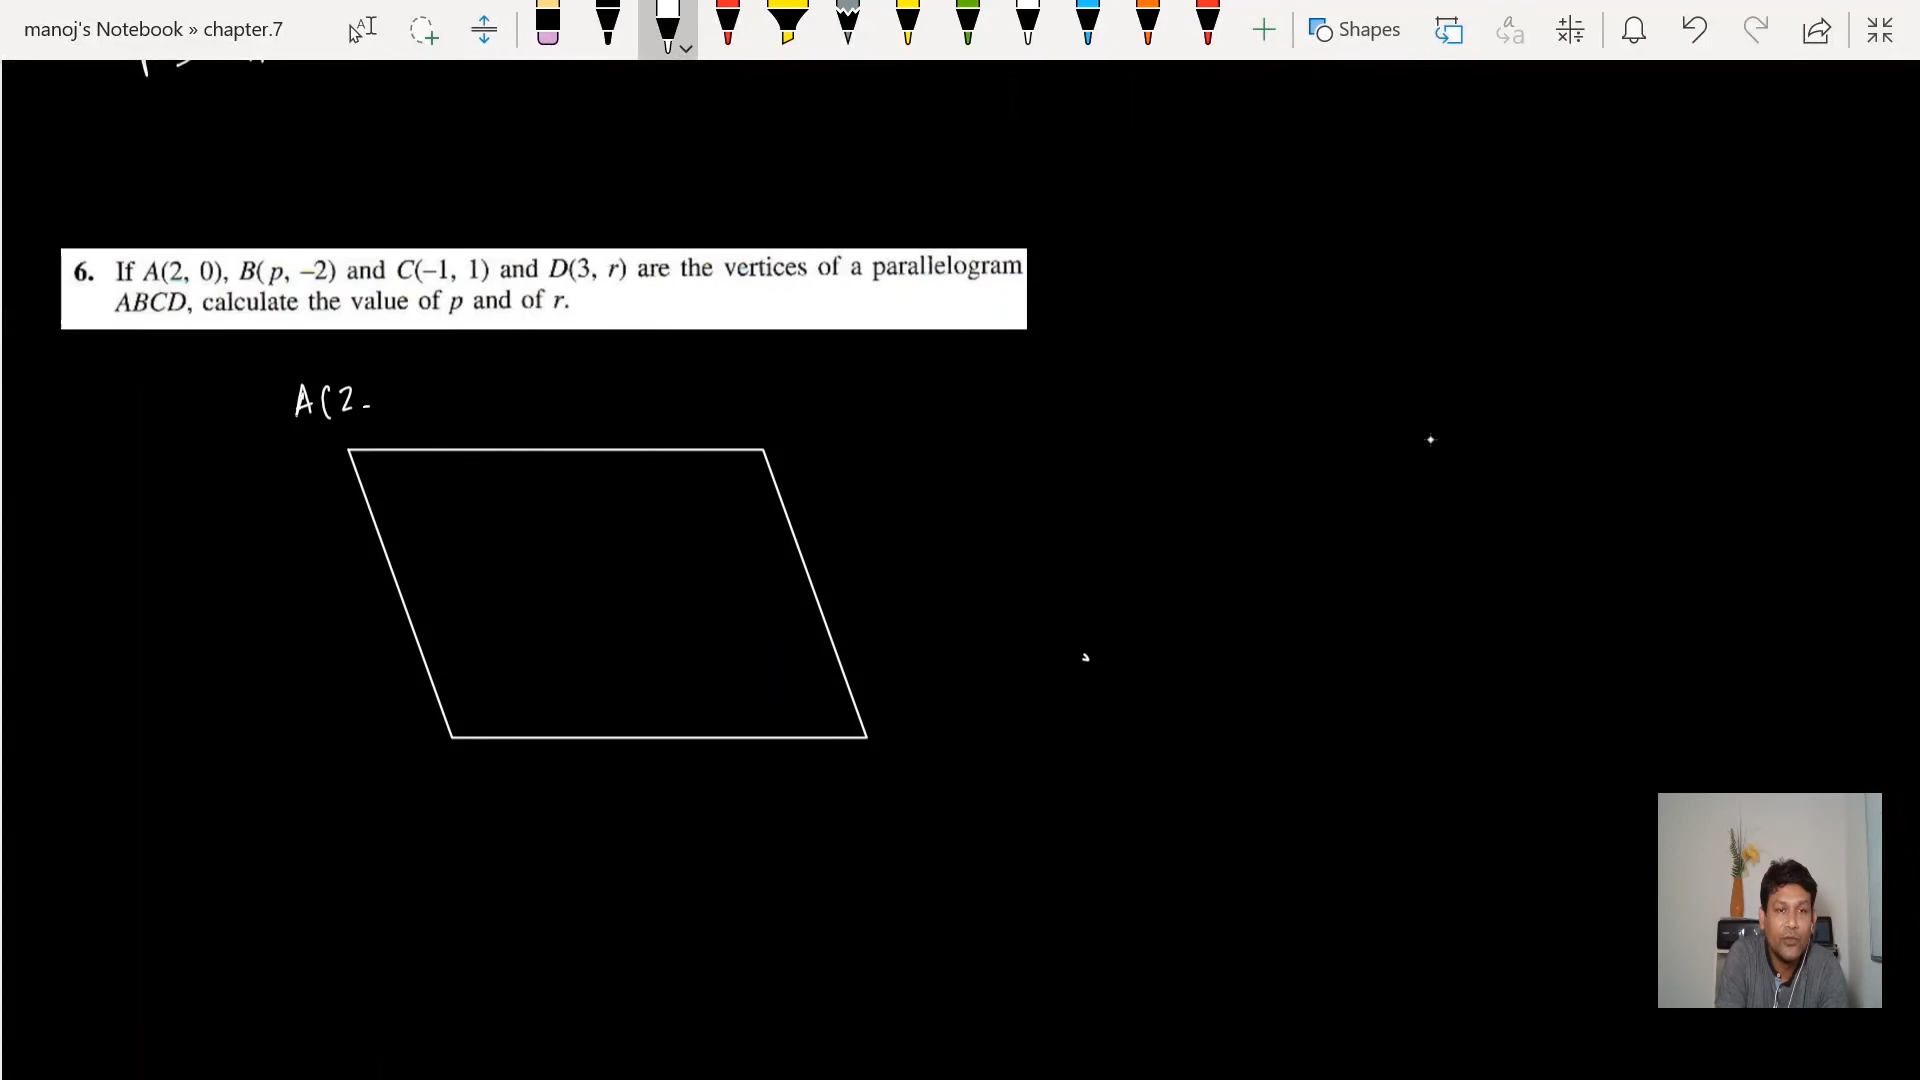 manoj's Notebook » chapter.7
Shapes
6. If A(2, 0), B(p, –2) and C(–1, 1) and D(3, r) are the vertices of a parallelogram
ABCD, calculate the value of p and of r.
A(2